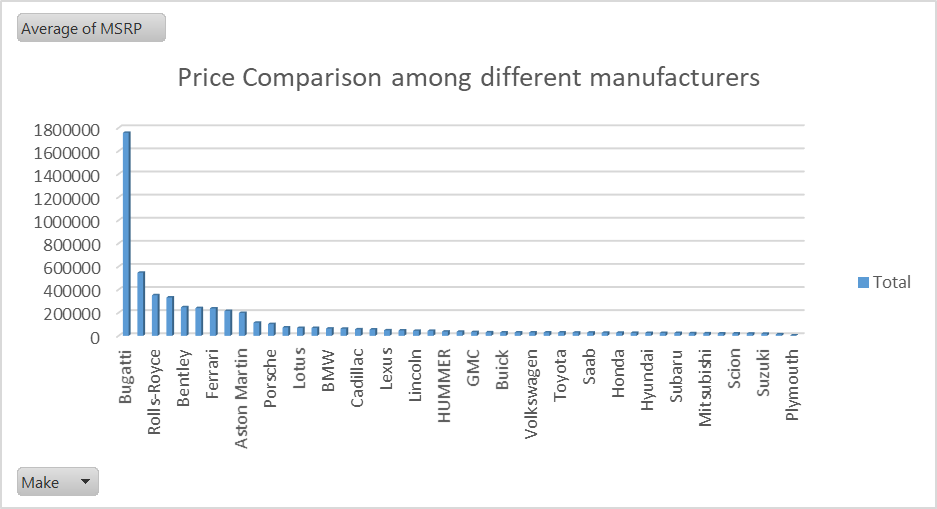 Average of MSRP
Price Comparison among different manufacturers
1800000
1600000
1400000
1200000
1000000
800000
600000
400000
200000
0
Bugatti
Rolls-Royce
Bentley
Ferrari
Aston Martin
Porsche
Lotus
BMW
Cadillac
Lexus
Lincoln
HUMMER
GMC
Buick
Volkswagen
Toyota
Saab
Honda
Hyundai
Subaru
Mitsubishi
Scion
Suzuki
Plymouth
Total
Make